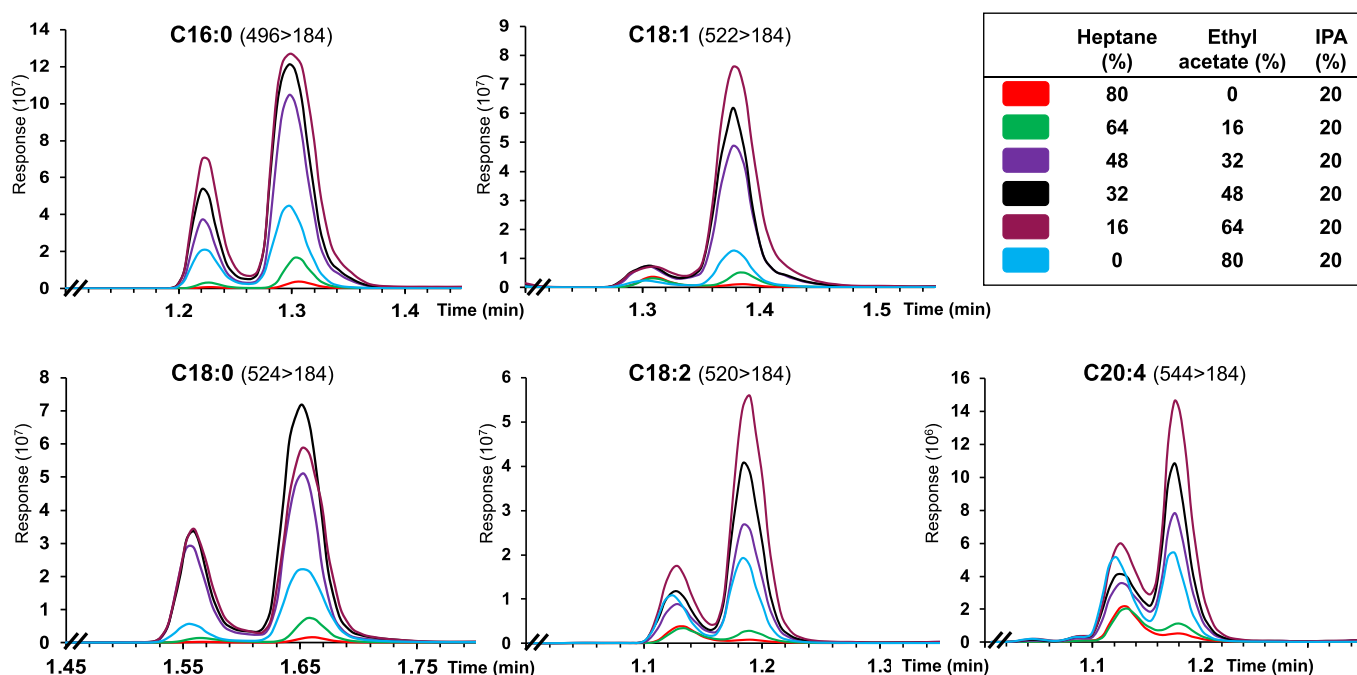 C16:0 (496>184)
Response (10⁷)
14
12
10
8
6
4
2
0
1.2 1.3 1.4 Time (min)
C18:1 (522>184)
Response (10⁷)
9
8
7
6
5
4
3
2
1
0
1.3 1.4 1.5 Time (min)
Heptane Ethyl IPA
(%) acetate (%) (%)
80 0 20
64 16 20
48 32 20
32 48 20
16 64 20
0 80 20
C18:0 (524>184)
Response (10⁷)
8
7
6
5
4
3
2
1
0
1.45 1.55 1.65 1.75 Time (min)
C18:2 (520>184)
Response (10⁷)
6
5
4
3
2
1
0
1.1 1.2 1.3 Time (min)
C20:4 (544>184)
Response (10⁶)
16
14
12
10
8
6
4
2
0
1.1 1.2 Time (min)